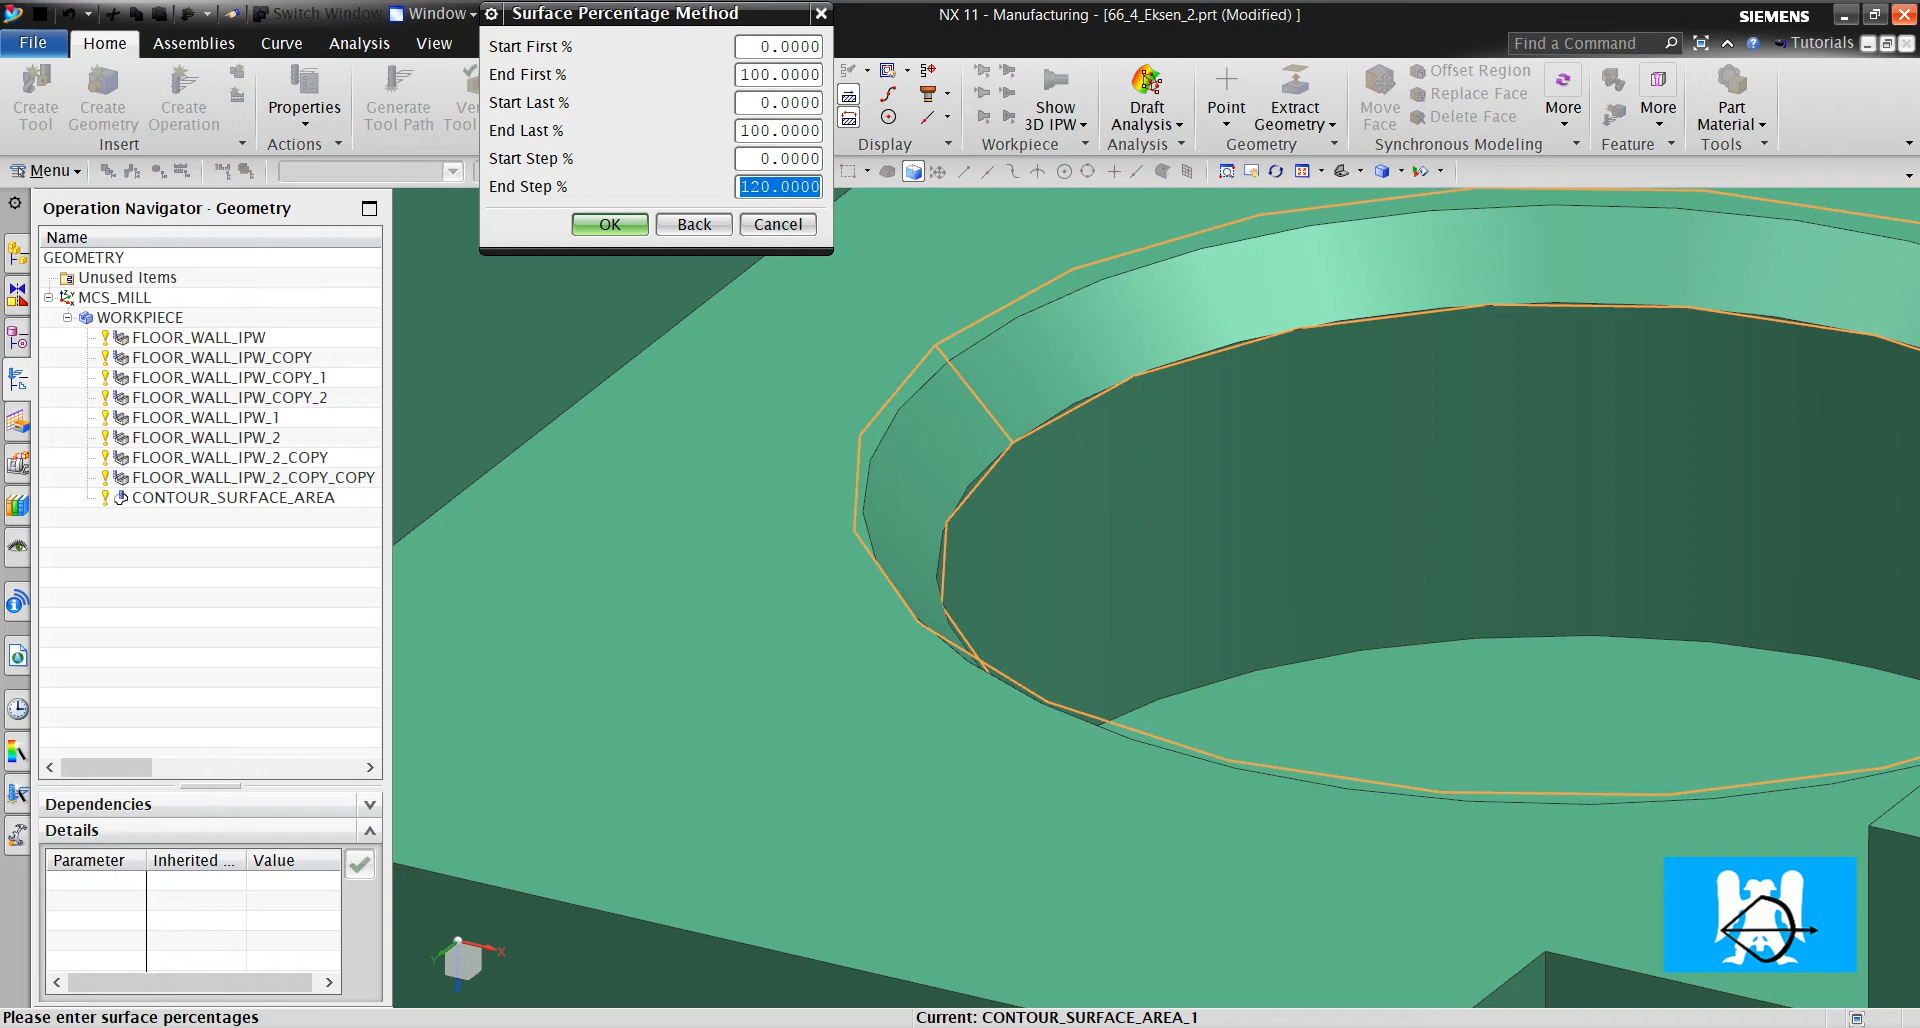 Switch Window
Window
Surface Percentage Method
NX 11 - Manufacturing - [66_4_Eksen_2.prt (Modified) ]
SIEMENS
File
Home
Assemblies
Curve
Analysis
View
Find a Command
Tutorials
Start First % 0.0000
End First % 100.0000
Start Last % 0.0000
End Last % 100.0000
Start Step % 0.0000
End Step % 120.0000
OK
Back
Cancel
Create Tool
Create Geometry
Create Operation
Insert
Properties
Actions
Generate Tool Path
Display
Show 3D IPW
Workpiece
Draft Analysis
Analysis
Point
Extract Geometry
Geometry
Move Face
Offset Region
Replace Face
Delete Face
More
Synchronous Modeling
More
Feature
Part Material
Tools
Menu
Operation Navigator - Geometry
Name
GEOMETRY
Unused Items
MCS_MILL
WORKPIECE
FLOOR_WALL_IPW
FLOOR_WALL_IPW_COPY
FLOOR_WALL_IPW_COPY_1
FLOOR_WALL_IPW_COPY_2
FLOOR_WALL_IPW_1
FLOOR_WALL_IPW_2
FLOOR_WALL_IPW_2_COPY
FLOOR_WALL_IPW_2_COPY_COPY
CONTOUR_SURFACE_AREA
Dependencies
Details
Parameter
Inherited ...
Value
X
Y
Z
Please enter surface percentages
Current: CONTOUR_SURFACE_AREA_1